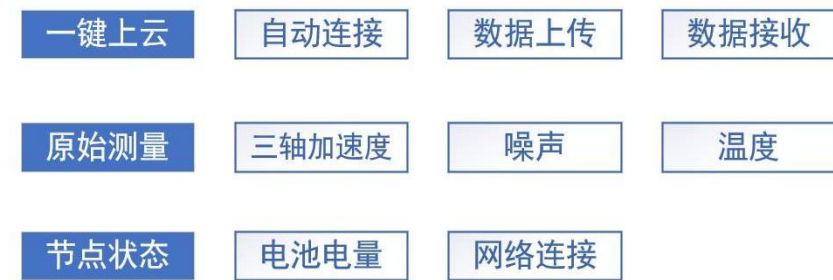 一键上云 自动连接 数据上传 数据接收
原始测量 三轴加速度 噪声 温度
节点状态 电池电量 网络连接